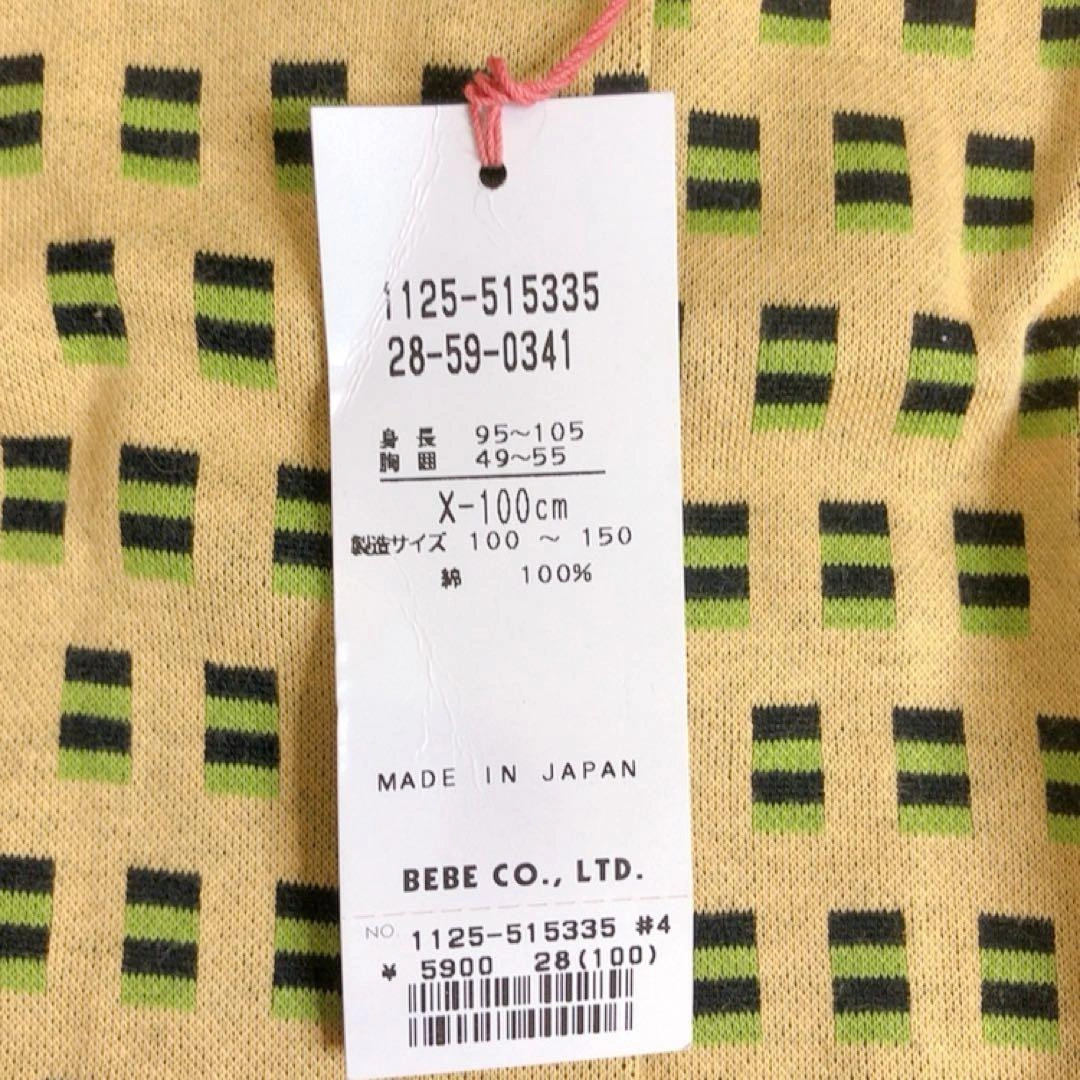 1125-515335
28-59-0341
身 長 95～105
胸 囲 49～55
X-100cm
製造サイズ 100 ～ 150
綿 100%
MADE IN JAPAN
BEBE CO., LTD.
NO. 1125-515335 #4
¥ 5900 28(100)